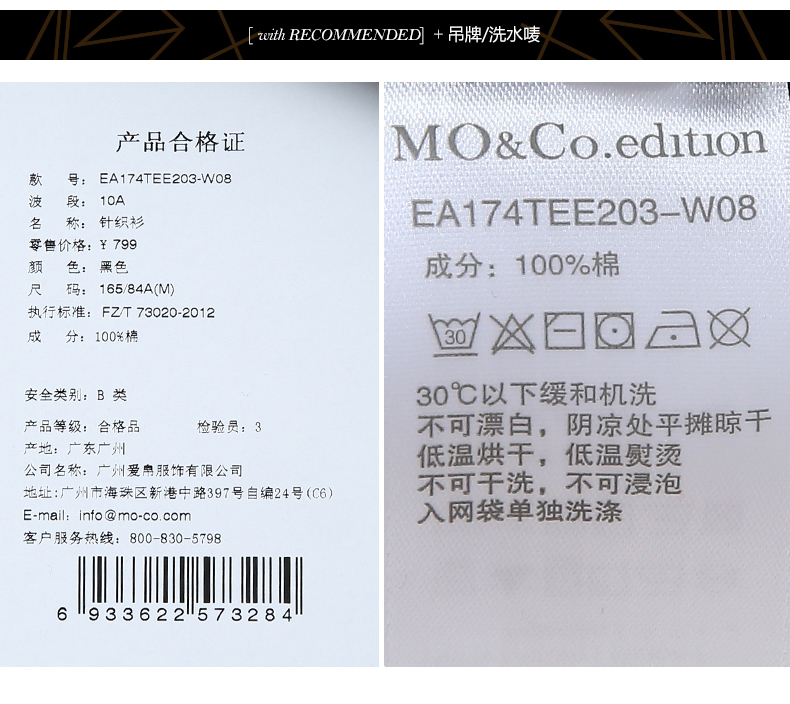 [ with RECOMMENDED] + 吊牌/洗水唛
产品合格证
款 号: EA174TEE203-W08
波 段: 10A
名 称: 针织衫
零售价格: ¥ 799
颜 色: 黑色
尺 码: 165/84A(M)
执行标准: FZ/T 73020-2012
成 分: 100%棉
安全类别: B 类
产品等级: 合格品 检验员: 3
产地: 广东广州
公司名称: 广州爱帛服饰有限公司
地址:广州市海珠区新港中路397号自编24号(C6)
E-mail: info@mo-co.com
客户服务热线: 800-830-5798
6 933622 573284
MO&Co.edition
EA174TEE203-W08
成分: 100%棉
30
30℃以下缓和机洗
不可漂白, 阴凉处平摊晾干
低温烘干, 低温熨烫
不可干洗, 不可浸泡
入网袋单独洗涤